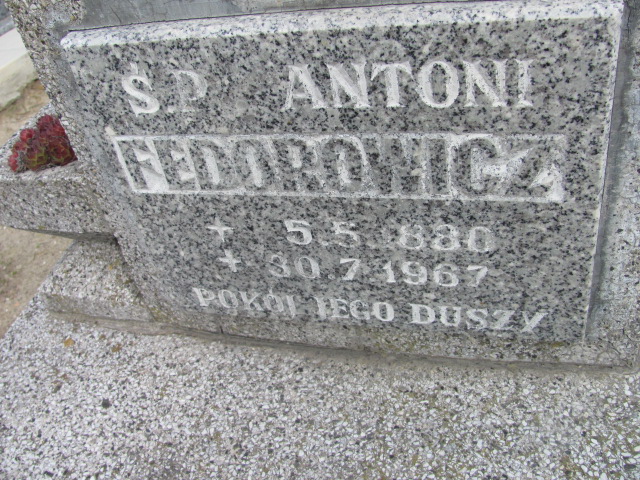 Ś.P. ANTONI
FEDOROWICZ
+ 5.5.1880
+ 30.7.1967
POKÓJ JEGO DUSZY